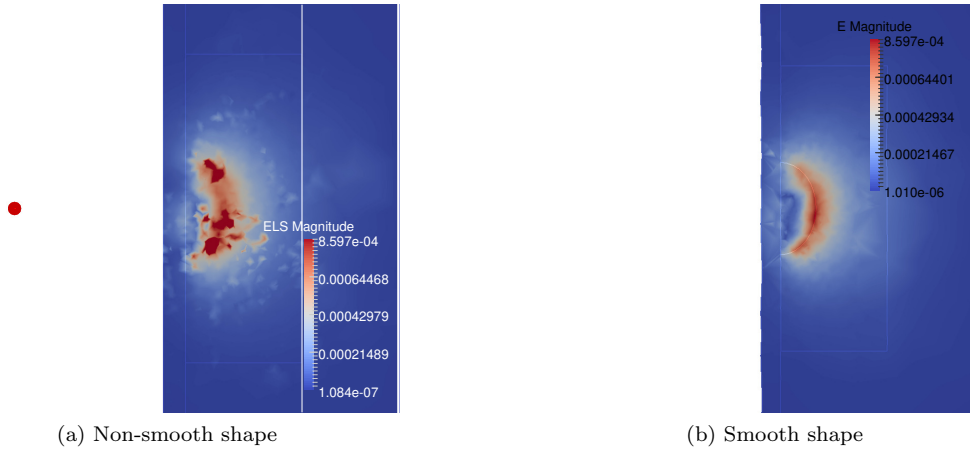 E Magnitude
8.597e-04
0.00064401
0.00042934
0.00021467
1.010e-06
ELS Magnitude
8.597e-04
0.00064468
0.00042979
0.00021489
1.084e-07
(a) Non-smooth shape
(b) Smooth shape